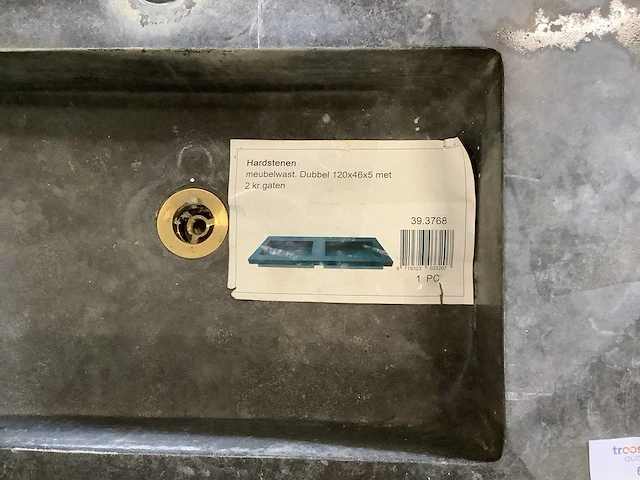 Hardstenen
meubelwast. Dubbel 120x46x5 met
2 kr.gaten
39.3768
1 PC